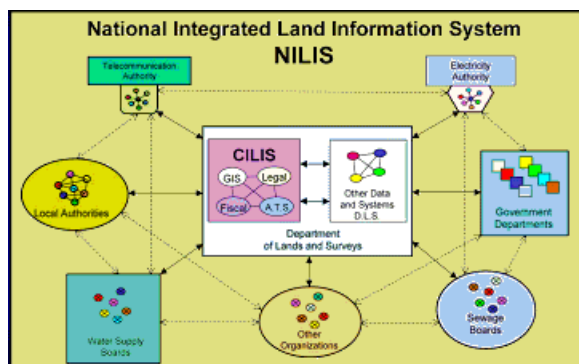 National Integrated Land Information System
NILIS
Telecommunication
Authority
Electricity
Authority
CILIS
GIS
Legal
Fiscal
A.T.S.
Other Data
and Systems
D.L.S.
Department
of Lands and Surveys
Local Authorities
Government
Departments
Water Supply
Boards
Other
Organizations
Sewage
Boards